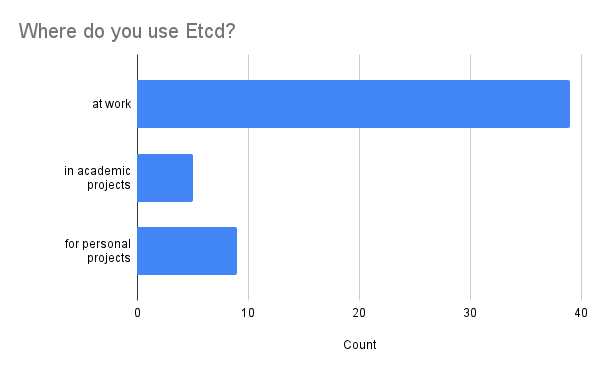 Where do you use Etcd?
at work
in academic
projects
for personal
projects
0 10 20 30 40
Count